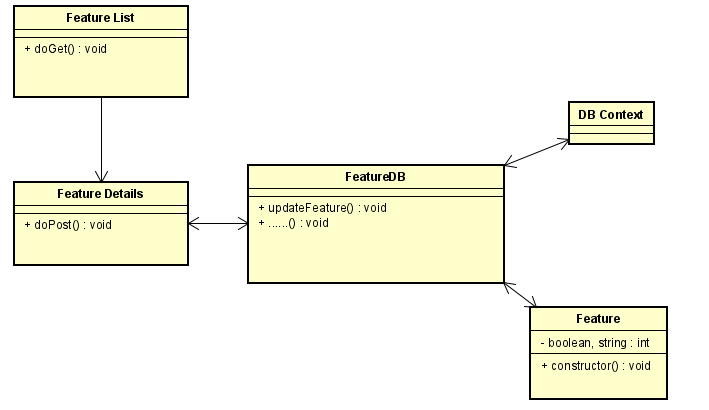 Feature List
+ doGet() : void
DB Context
Feature Details
+ doPost() : void
FeatureDB
+ updateFeature() : void
+ ......() : void
Feature
- boolean, string : int
+ constructor() : void